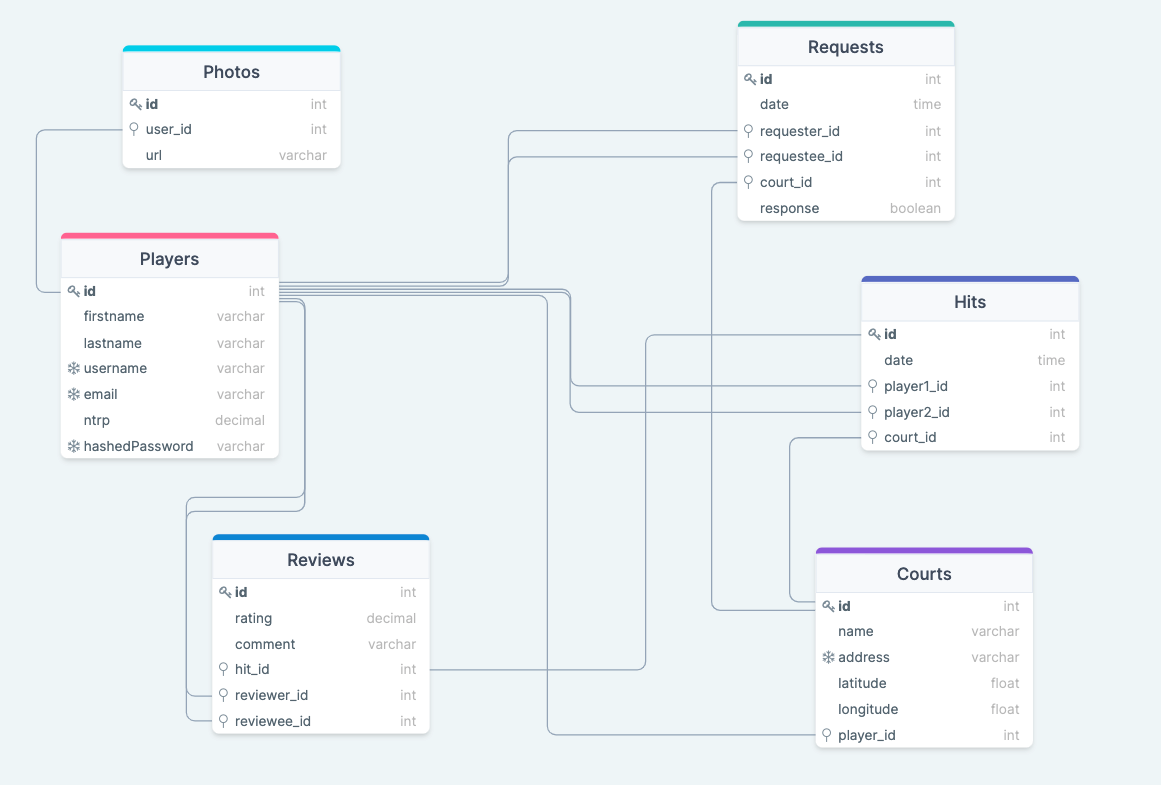 Photos
id int
user_id int
url varchar
Requests
id int
date time
requester_id int
requestee_id int
court_id int
response boolean
Players
id int
firstname varchar
lastname varchar
username varchar
email varchar
ntrp decimal
hashedPassword varchar
Hits
id int
date time
player1_id int
player2_id int
court_id int
Reviews
id int
rating decimal
comment varchar
hit_id int
reviewer_id int
reviewee_id int
Courts
id int
name varchar
address varchar
latitude float
longitude float
player_id int